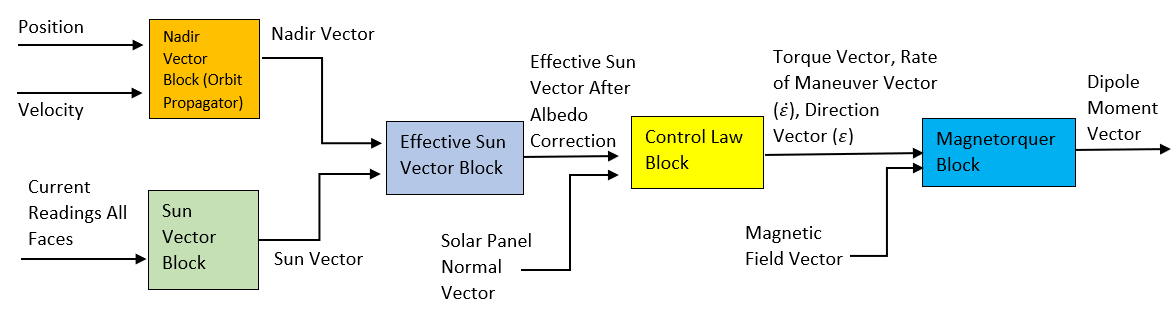 Position
Velocity
Nadir
Vector
Block (Orbit
Propagator)
Nadir Vector
Current
Readings All
Faces
Sun
Vector
Block
Sun Vector
Effective Sun
Vector Block
Effective Sun
Vector After
Albedo
Correction
Solar Panel
Normal
Vector
Control Law
Block
Torque Vector, Rate
of Maneuver Vector
(ε̇), Direction
Vector (ε)
Magnetic
Field Vector
Magnetorquer
Block
Dipole
Moment
Vector